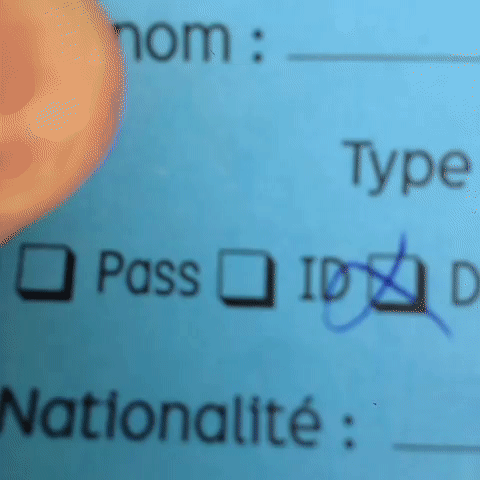 nom :
Type
Pass ID D
Nationalité :